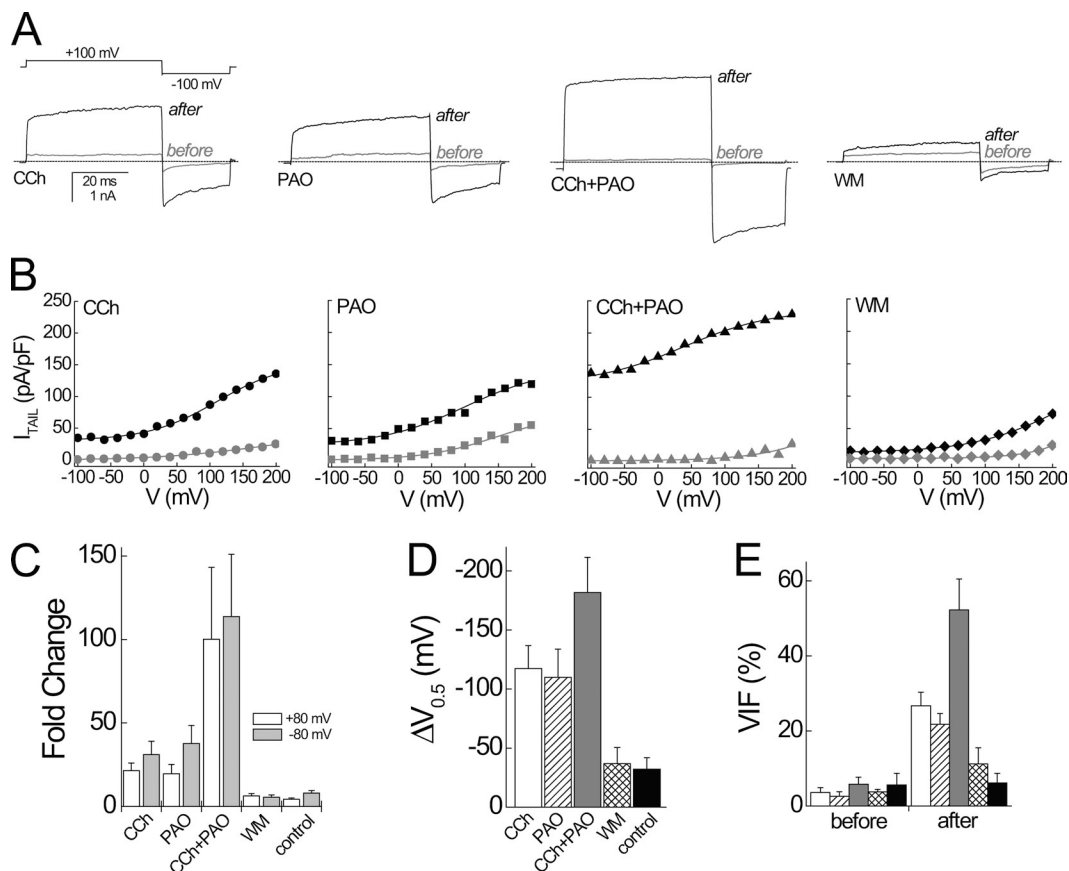 A
+100 mV
-100 mV
after
before
CCh
20 ms
1 nA
after
before
PAO
after
before
CCh+PAO
after
before
WM
B
I_TAIL (pA/pF)
250
200
150
100
50
0
CCh
-100 -50 0 50 100 150 200
V (mV)
PAO
-100 -50 0 50 100 150 200
V (mV)
CCh+PAO
-100 -50 0 50 100 150 200
V (mV)
WM
-100 -50 0 50 100 150 200
V (mV)
C
Fold Change
150
100
50
0
+80 mV
-80 mV
CCh
PAO
CCh+PAO
WM
control
D
ΔV0.5 (mV)
-200
-150
-100
-50
0
CCh
PAO
CCh+PAO
WM
control
E
VIF (%)
60
40
20
0
before
after